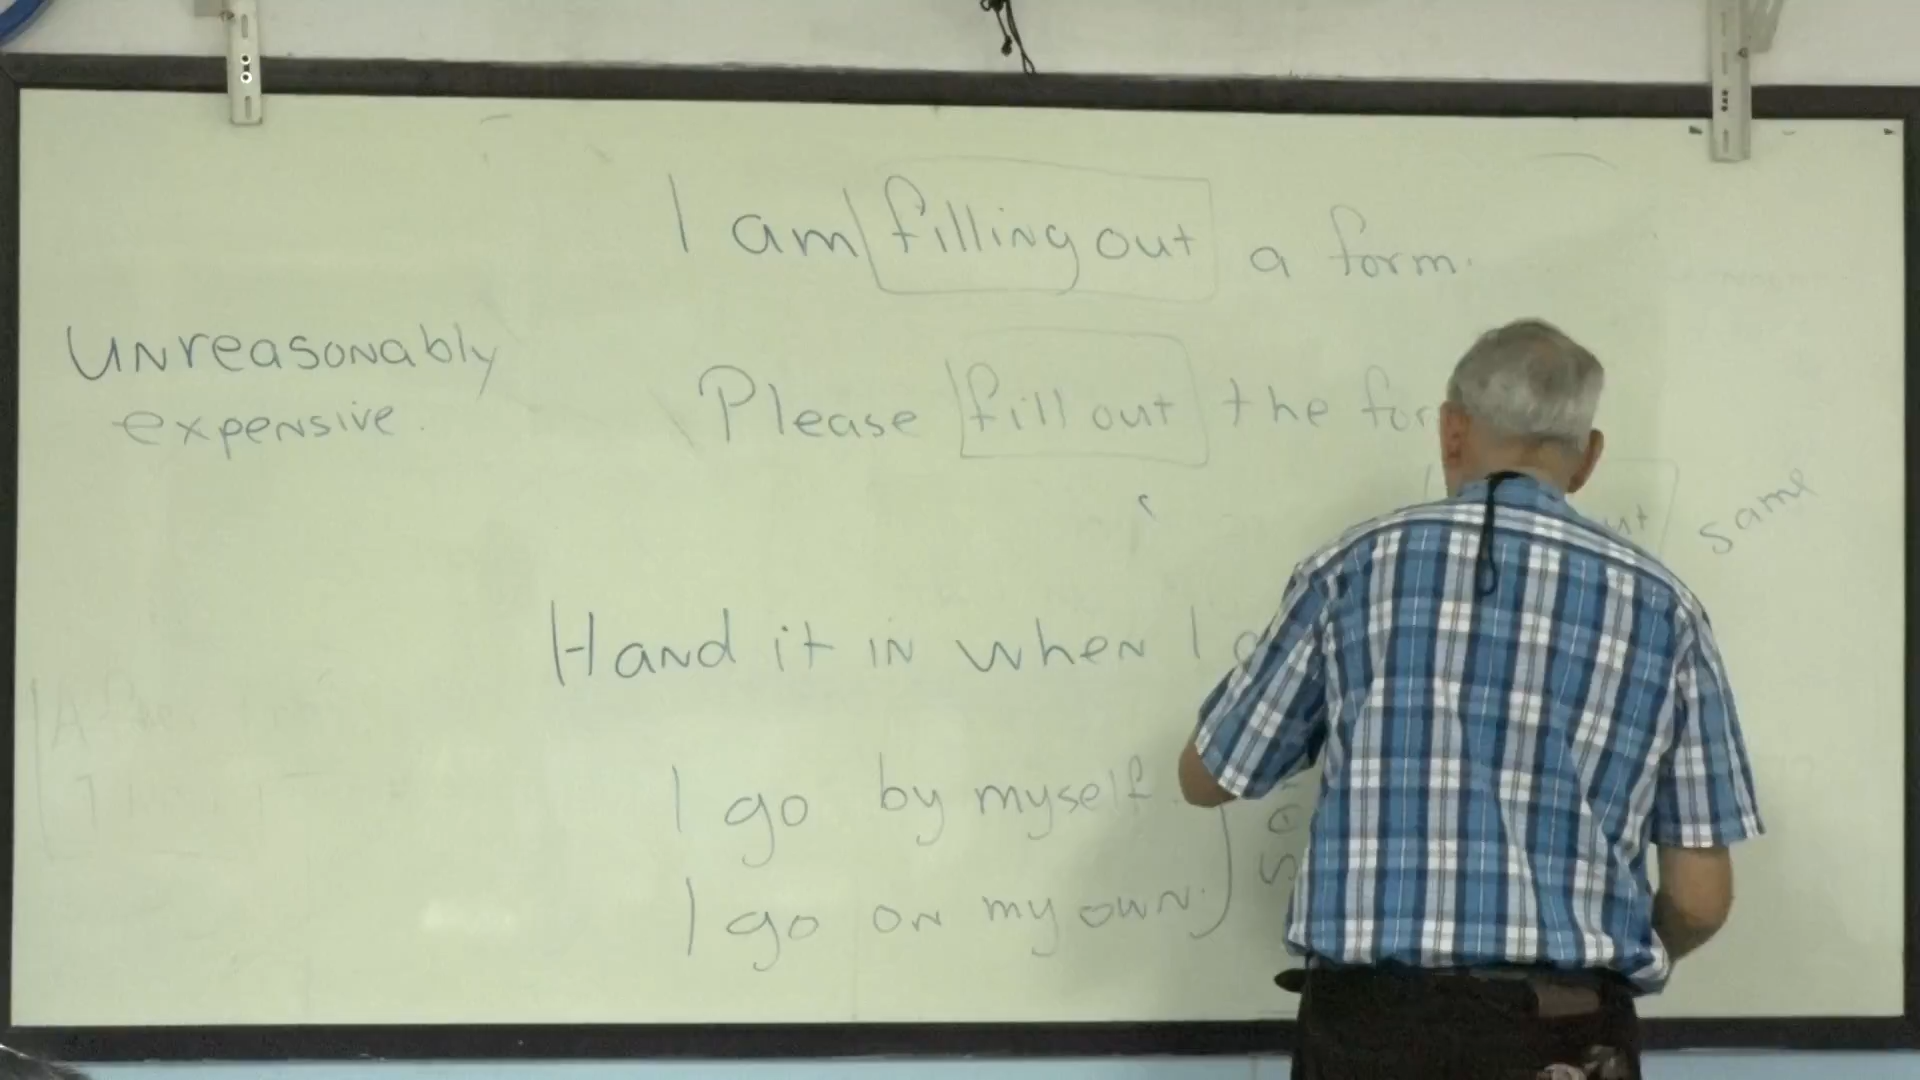 I am filling out a form.
unreasonably
expensive.
Please fill out the
same
Hand it in when I
I go by myself.
I go on my own.